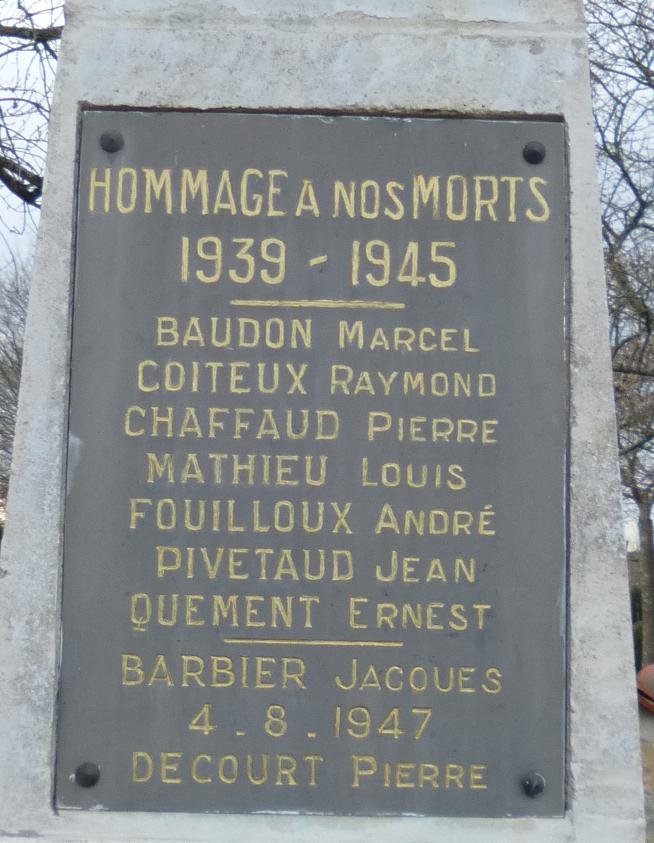 HOMMAGE A NOS MORTS
1939 - 1945
BAUDON MARCEL
COITEUX RAYMOND
CHAFFAUD PIERRE
MATHIEU LOUIS
FOUILLOUX ANDRÉ
PIVETAUD JEAN
QUEMENT ERNEST
BARBIER JACQUES
4 . 8 . 1947
DECOURT PIERRE